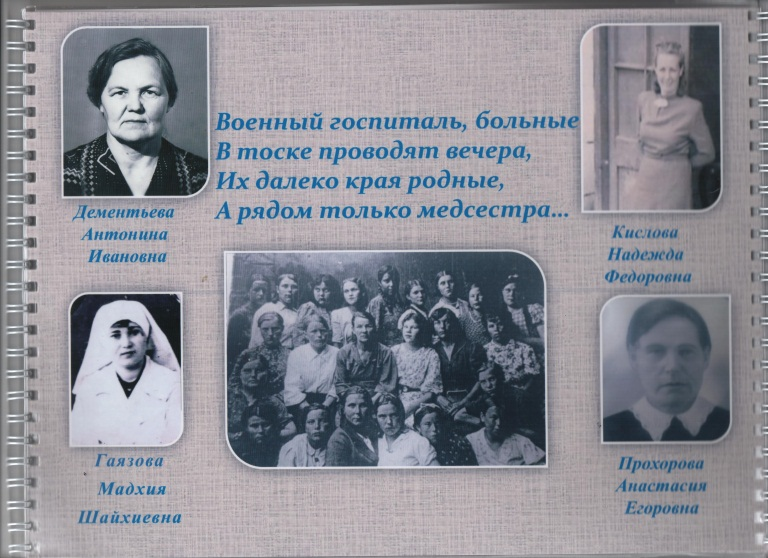 Военный госпиталь, больные
В тоске проводят вечера,
Их далеко края родные,
А рядом только медсестра...
Дементьева
Антонина
Ивановна
Кислова
Надежда
Федоровна
Гаязова
Мадхия
Шайхиевна
Прохорова
Анастасия
Егоровна